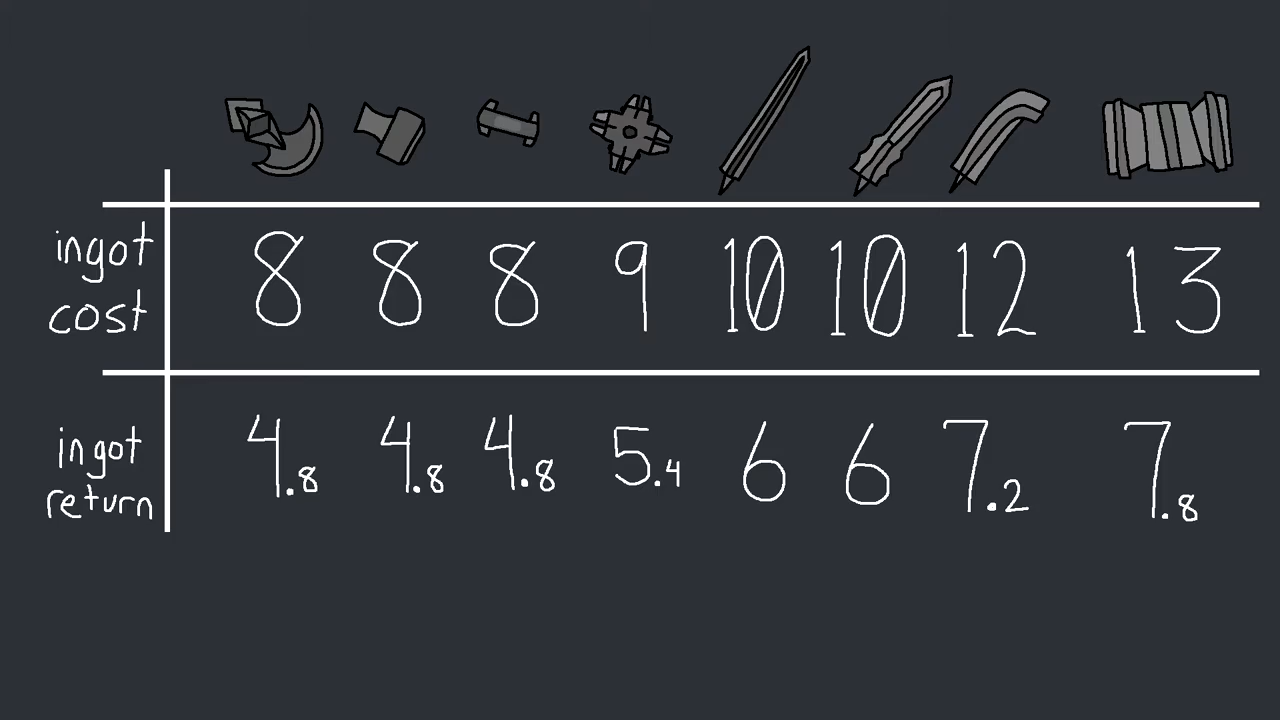 ingot
cost
8 8 8 9 10 10 12 13
ingot
return
4.8 4.8 4.8 5.4 6 6 7.2 7.8